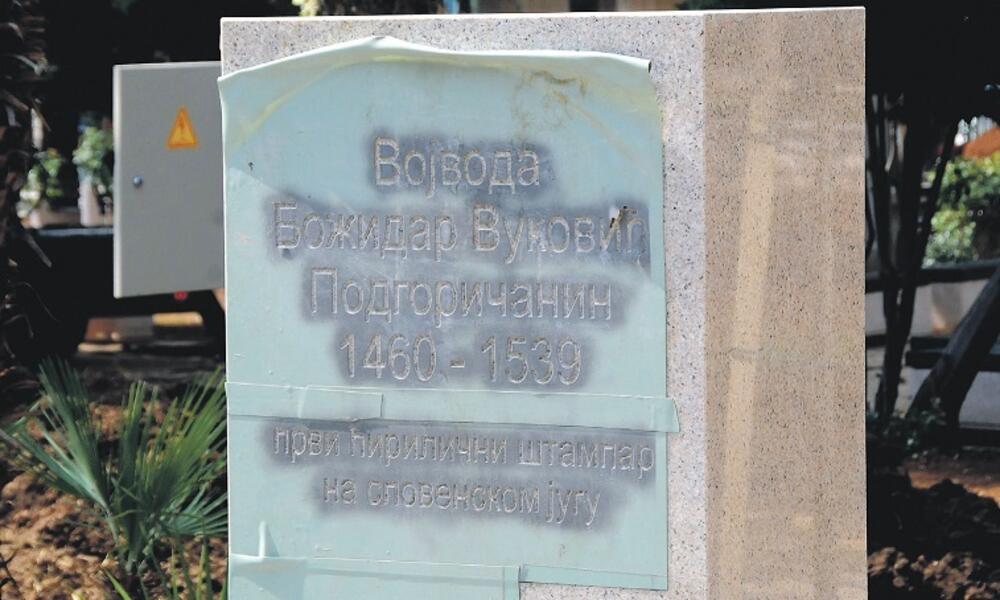 Војвода
Божидар Вуковић
Подгоричанин
1460 - 1539
први ћирилични штампар
на словенском југу